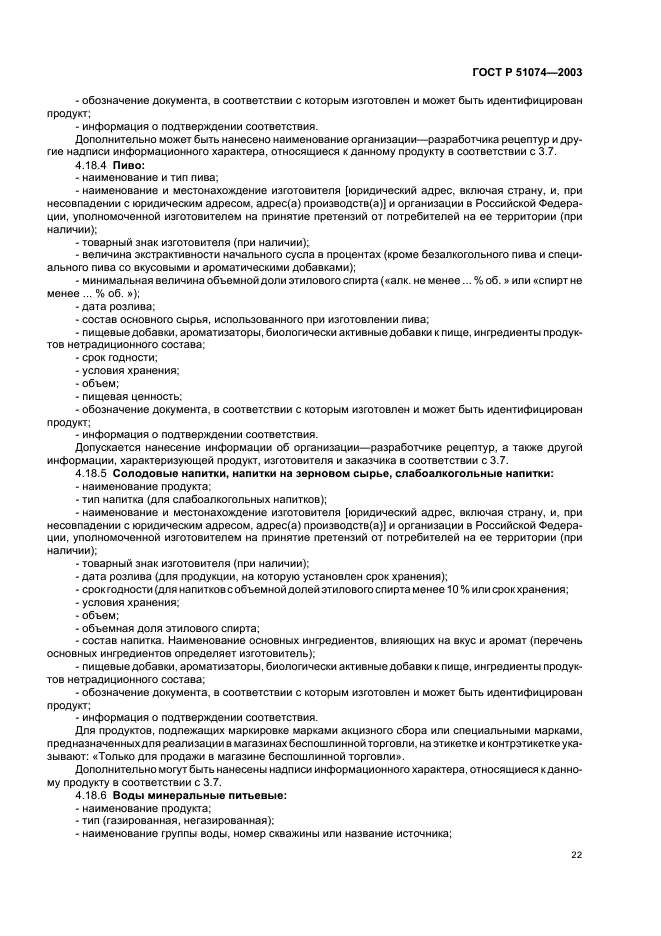 ГОСТ Р 51074—2003
- обозначение документа, в соответствии с которым изготовлен и может быть идентифицирован
продукт;
- информация о подтверждении соответствия.
Дополнительно может быть нанесено наименование организации—разработчика рецептур и дру-
гие надписи информационного характера, относящиеся к данному продукту в соответствии с 3.7.
4.18.4 Пиво:
- наименование и тип пива;
- наименование и местонахождение изготовителя [юридический адрес, включая страну, и, при
несовпадении с юридическим адресом, адрес(а) производств(а)] и организации в Российской Федера-
ции, уполномоченной изготовителем на принятие претензий от потребителей на ее территории (при
наличии);
- товарный знак изготовителя (при наличии);
- величина экстрактивности начального сусла в процентах (кроме безалкогольного пива и специ-
ального пива со вкусовыми и ароматическими добавками);
- минимальная величина объемной доли этилового спирта («алк. не менее ... % об. » или «спирт не
менее ... % об. »);
- дата розлива;
- состав основного сырья, использованного при изготовлении пива;
- пищевые добавки, ароматизаторы, биологически активные добавки к пище, ингредиенты продук-
тов нетрадиционного состава;
- срок годности;
- условия хранения;
- объем;
- пищевая ценность;
- обозначение документа, в соответствии с которым изготовлен и может быть идентифицирован
продукт;
- информация о подтверждении соответствия.
Допускается нанесение информации об организации—разработчике рецептур, а также другой
информации, характеризующей продукт, изготовителя и заказчика в соответствии с 3.7.
4.18.5 Солодовые напитки, напитки на зерновом сырье, слабоалкогольные напитки:
- наименование продукта;
- тип напитка (для слабоалкогольных напитков);
- наименование и местонахождение изготовителя [юридический адрес, включая страну, и, при
несовпадении с юридическим адресом, адрес(а) производств(а)] и организации в Российской Федера-
ции, уполномоченной изготовителем на принятие претензий от потребителей на ее территории (при
наличии);
- товарный знак изготовителя (при наличии);
- дата розлива (для продукции, на которую установлен срок хранения);
- срок годности (для напитков с объемной долей этилового спирта менее 10 % или срок хранения;
- условия хранения;
- объем;
- объемная доля этилового спирта;
- состав напитка. Наименование основных ингредиентов, влияющих на вкус и аромат (перечень
основных ингредиентов определяет изготовитель);
- пищевые добавки, ароматизаторы, биологически активные добавки к пище, ингредиенты продук-
тов нетрадиционного состава;
- обозначение документа, в соответствии с которым изготовлен и может быть идентифицирован
продукт;
- информация о подтверждении соответствия.
Для продуктов, подлежащих маркировке марками акцизного сбора или специальными марками,
предназначенных для реализации в магазинах беспошлинной торговли, на этикетке и контрэтикетке ука-
зывают: «Только для продажи в магазине беспошлинной торговли».
Дополнительно могут быть нанесены надписи информационного характера, относящиеся к данно-
му продукту в соответствии с 3.7.
4.18.6 Воды минеральные питьевые:
- наименование продукта;
- тип (газированная, негазированная);
- наименование группы воды, номер скважины или название источника;
22